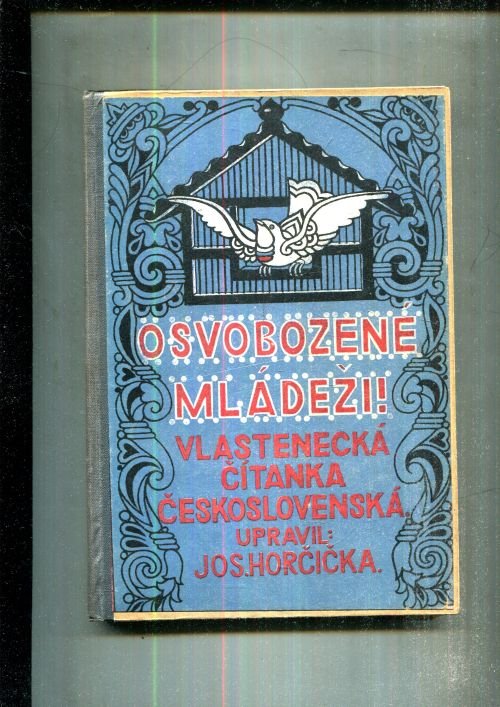 OSVOBOZENÉ
MLÁDEŽI!
VLASTENECKÁ
ČÍTANKA
ČESKOSLOVENSKÁ.
UPRAVIL:
JOS.HORČIČKA.